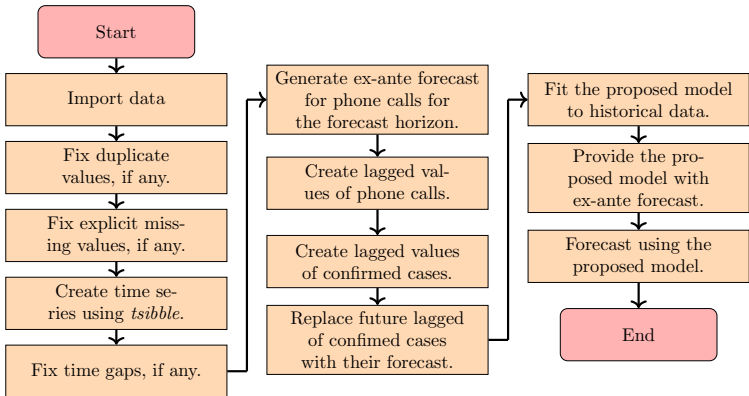 Start
Import data
Fix duplicate
values, if any.
Fix explicit miss-
ing values, if any.
Create time se-
ries using tsibble.
Fix time gaps, if any.
Generate ex-ante forecast
for phone calls for
the forecast horizon.
Create lagged val-
ues of phone calls.
Create lagged values
of confirmed cases.
Replace future lagged
of confimed cases
with their forecast.
Fit the proposed model
to historical data.
Provide the pro-
posed model with
ex-ante forecast.
Forecast using the
proposed model.
End